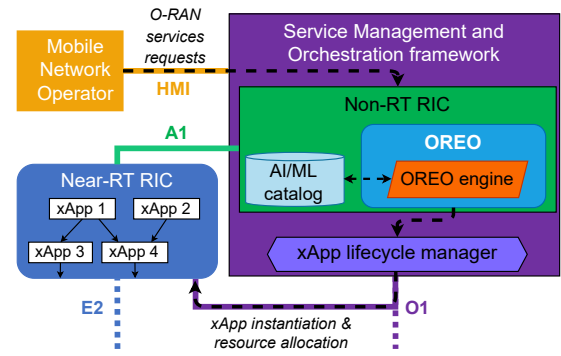 O-RAN
services
requests
Mobile
Network
Operator
HMI
Service Management and
Orchestration framework
Non-RT RIC
OREO
AI/ML
catalog
OREO engine
A1
Near-RT RIC
xApp 1
xApp 2
xApp 3
xApp 4
xApp lifecycle manager
E2
O1
xApp instantiation &
resource allocation